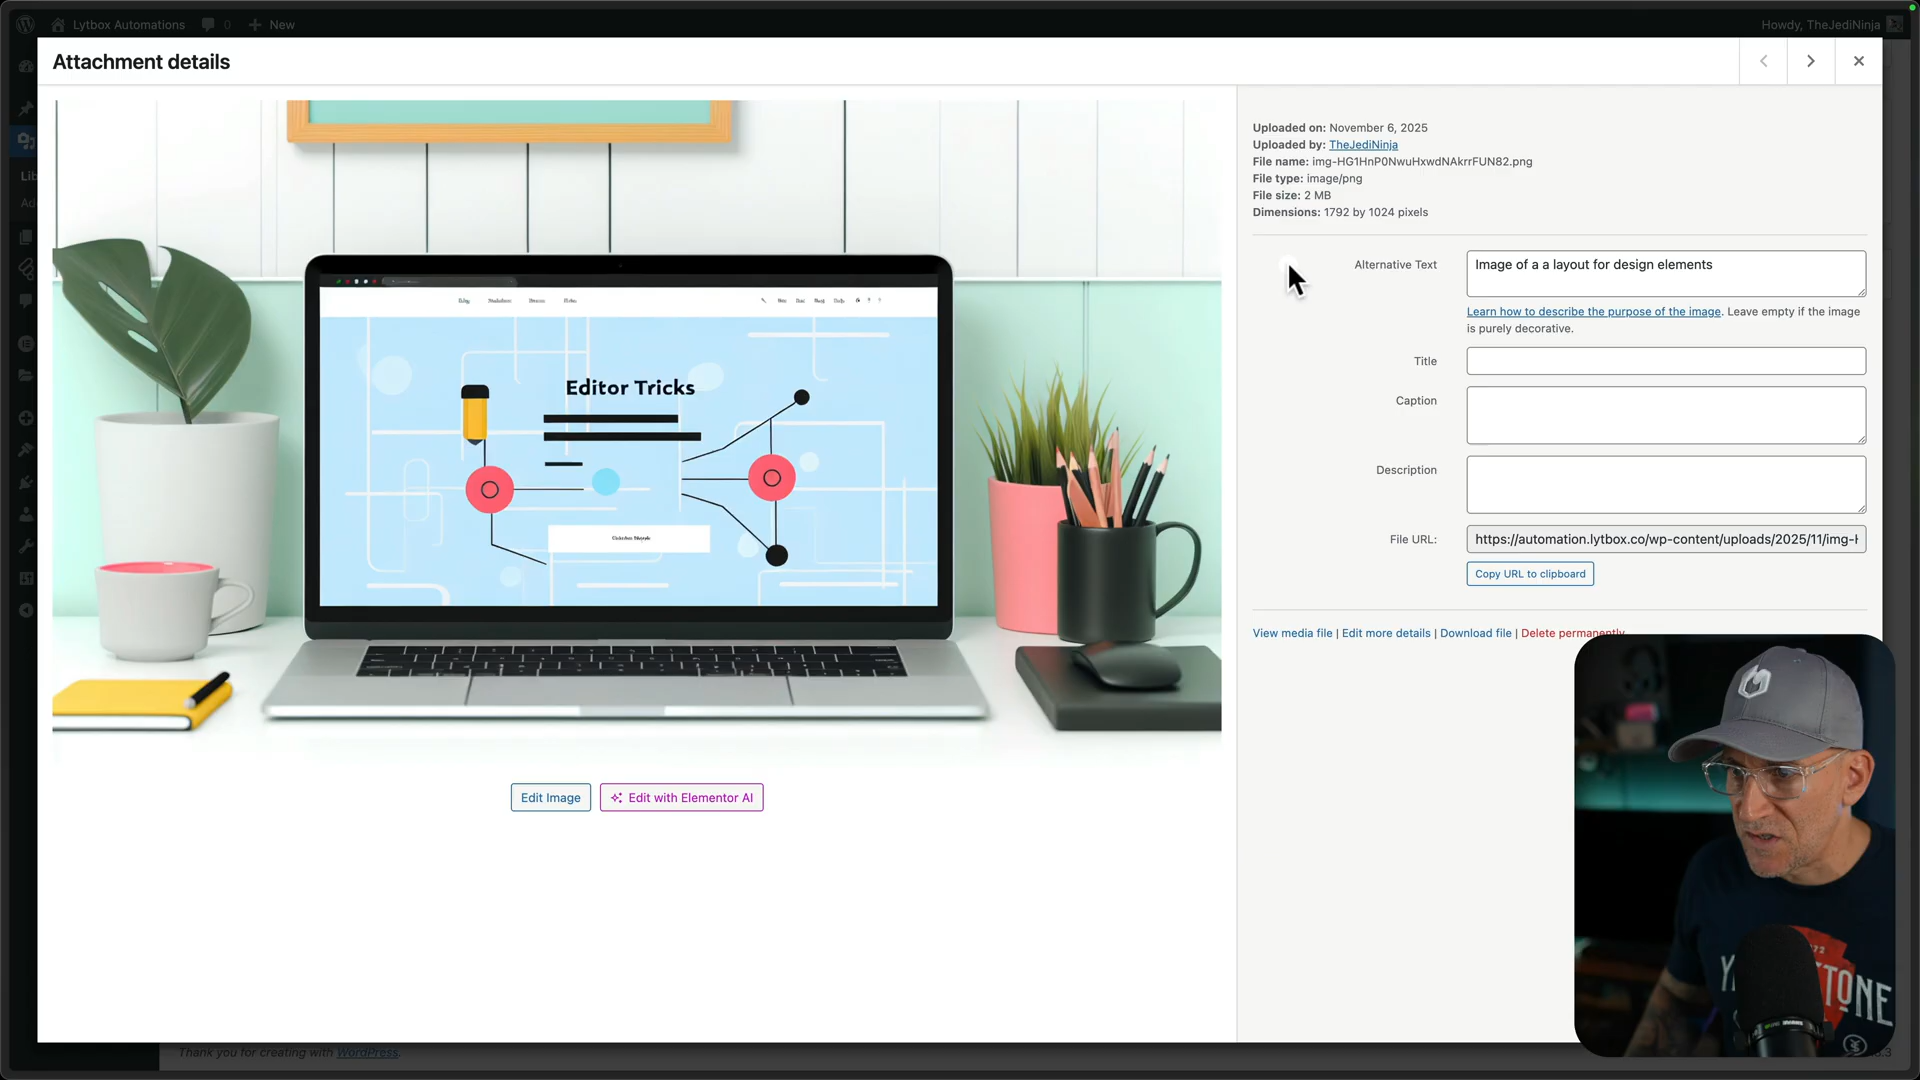 Lytbox Automations
0
New
Howdy, TheJediNinja
Attachment details
Uploaded on: November 6, 2025
Uploaded by: TheJediNinja
File name: img-HG1HnP0NwuHxwdNAkrrFUN82.png
File type: image/png
File size: 2 MB
Dimensions: 1792 by 1024 pixels
Alternative Text
Image of a a layout for design elements
Learn how to describe the purpose of the image. Leave empty if the image
is purely decorative.
Title
Caption
Description
File URL:
https://automation.lytbox.co/wp-content/uploads/2025/11/img-H
Copy URL to clipboard
View media file | Edit more details | Download file | Delete permanently
Lib
Ad
Editor Tricks
Edit Image
Edit with Elementor AI
Thank you for creating with WordPress.